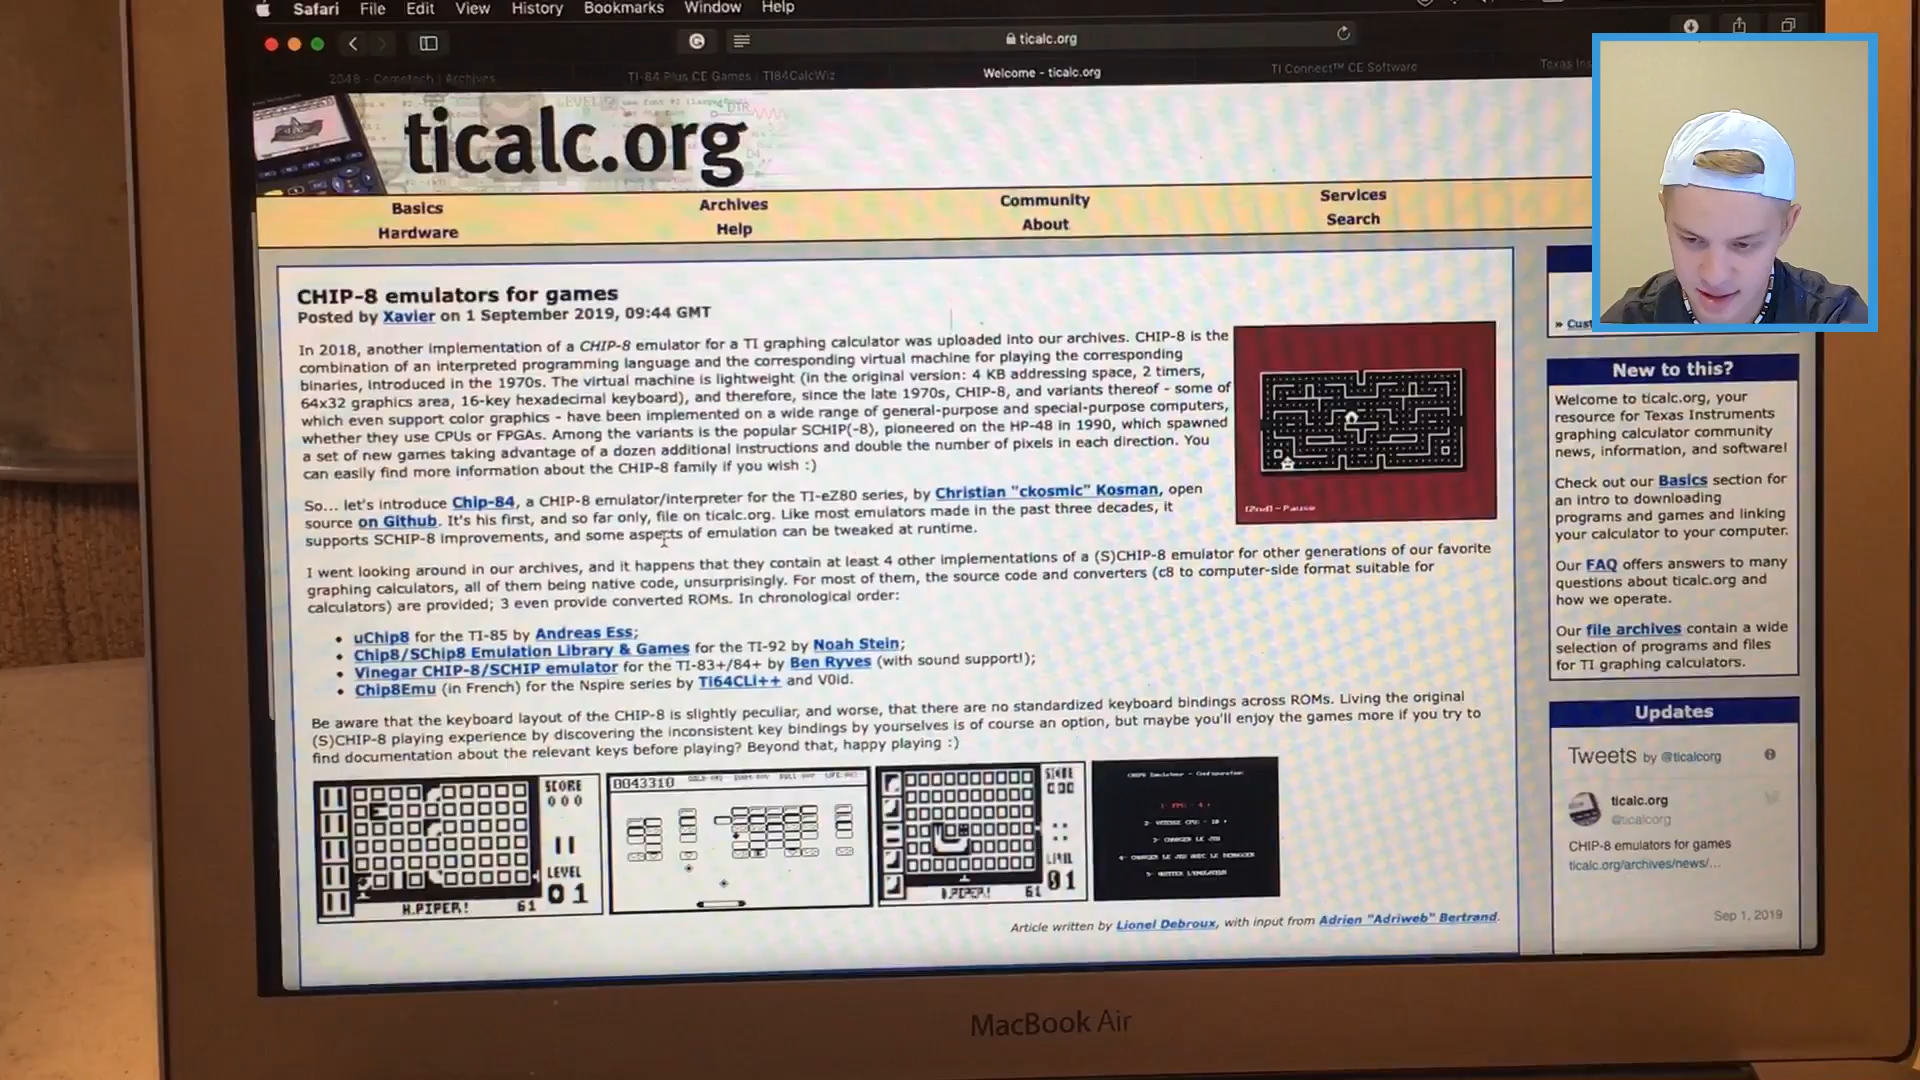 Safari File Edit View History Bookmarks Window Help
ticalc.org
2048 - Cemetech | Archives
TI-84 Plus CE Games | TI84CalcWiz
Welcome - ticalc.org
TI Connect™ CE Software
Texas Ins
ticalc.org
Basics
Archives
Community
Services
Hardware
Help
About
Search
CHIP-8 emulators for games
Posted by Xavier on 1 September 2019, 09:44 GMT
In 2018, another implementation of a CHIP-8 emulator for a TI graphing calculator was uploaded into our archives. CHIP-8 is the
combination of an interpreted programming language and the corresponding virtual machine for playing the corresponding
binaries, introduced in the 1970s. The virtual machine is lightweight (in the original version: 4 KB addressing space, 2 timers,
64x32 graphics area, 16-key hexadecimal keyboard), and therefore, since the late 1970s, CHIP-8, and variants thereof - some of
which even support color graphics - have been implemented on a wide range of general-purpose and special-purpose computers,
whether they use CPUs or FPGAs. Among the variants is the popular SCHIP(-8), pioneered on the HP-48 in 1990, which spawned
a set of new games taking advantage of a dozen additional instructions and double the number of pixels in each direction. You
can easily find more information about the CHIP-8 family if you wish :)
[2nd] - Pause
So... let's introduce Chip-84, a CHIP-8 emulator/interpreter for the TI-eZ80 series, by Christian "ckosmic" Kosman, open
source on Github. It's his first, and so far only, file on ticalc.org. Like most emulators made in the past three decades, it
supports SCHIP-8 improvements, and some aspects of emulation can be tweaked at runtime.
I went looking around in our archives, and it happens that they contain at least 4 other implementations of a (S)CHIP-8 emulator for other generations of our favorite
graphing calculators, all of them being native code, unsurprisingly. For most of them, the source code and converters (c8 to computer-side format suitable for
calculators) are provided; 3 even provide converted ROMs. In chronological order:
• uChip8 for the TI-85 by Andreas Ess;
• Chip8/SChip8 Emulation Library & Games for the TI-92 by Noah Stein;
• Vinegar CHIP-8/SCHIP emulator for the TI-83+/84+ by Ben Ryves (with sound support!);
• Chip8Emu (in French) for the Nspire series by Ti64CLi++ and V0id.
Be aware that the keyboard layout of the CHIP-8 is slightly peculiar, and worse, that there are no standardized keyboard bindings across ROMs. Living the original
(S)CHIP-8 playing experience by discovering the inconsistent key bindings by yourselves is of course an option, but maybe you'll enjoy the games more if you try to
find documentation about the relevant keys before playing? Beyond that, happy playing :)
SCORE
000
LEVEL
01
H.PIPER! 61
0043310
01
61
Article written by Lionel Debroux, with input from Adrien "Adriweb" Bertrand.
» Cust
New to this?
Welcome to ticalc.org, your
resource for Texas Instruments
graphing calculator community
news, information, and software!
Check out our Basics section for
an intro to downloading
programs and games and linking
your calculator to your computer.
Our FAQ offers answers to many
questions about ticalc.org and
how we operate.
Our file archives contain a wide
selection of programs and files
for TI graphing calculators.
Updates
Tweets by @ticalcorg
ticalc.org
@ticalcorg
CHIP-8 emulators for games
ticalc.org/archives/news/...
Sep 1, 2019
MacBook Air